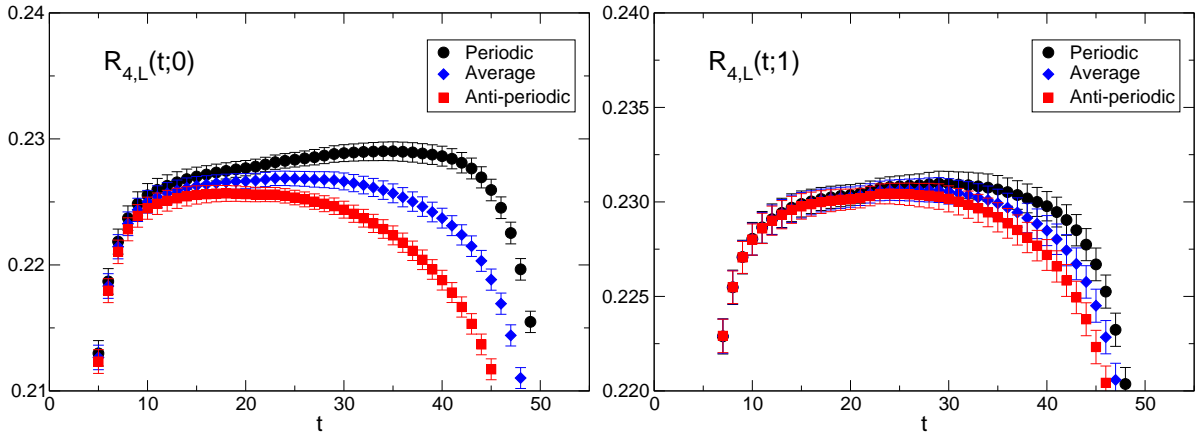 R4,L(t;0)
Periodic
Average
Anti-periodic
0.24
0.23
0.22
0.21
0 10 20 30 40 50
t
R4,L(t;1)
Periodic
Average
Anti-periodic
0.240
0.235
0.230
0.225
0.220
0 10 20 30 40 50
t